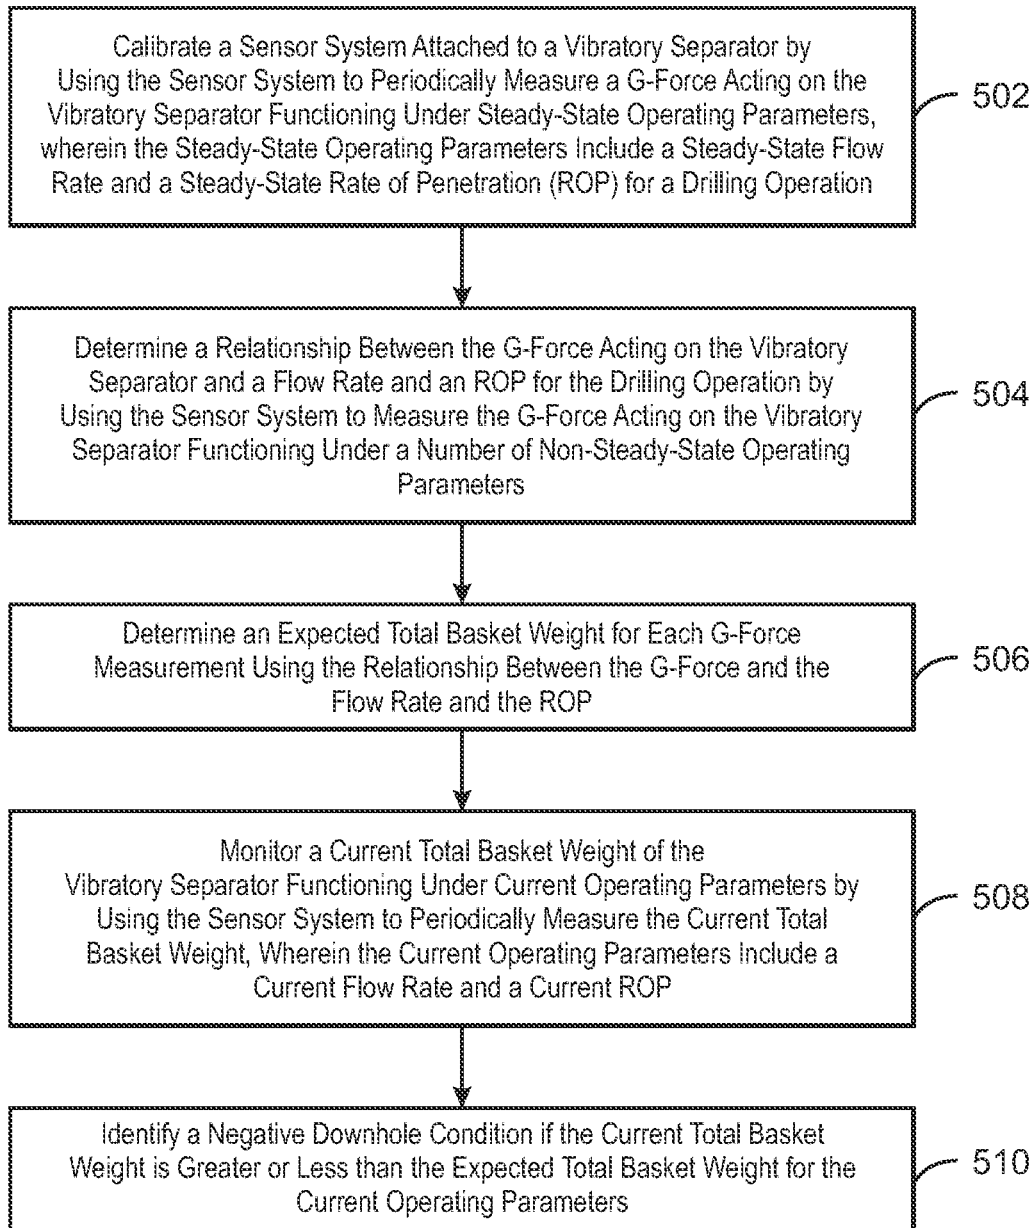 Calibrate a Sensor System Attached to a Vibratory Separator by
Using the Sensor System to Periodically Measure a G-Force Acting on the
Vibratory Separator Functioning Under Steady-State Operating Parameters,
wherein the Steady-State Operating Parameters Include a Steady-State Flow
Rate and a Steady-State Rate of Penetration (ROP) for a Drilling Operation
502
Determine a Relationship Between the G-Force Acting on the Vibratory
Separator and a Flow Rate and an ROP for the Drilling Operation by
Using the Sensor System to Measure the G-Force Acting on the Vibratory
Separator Functioning Under a Number of Non-Steady-State Operating
Parameters
504
Determine an Expected Total Basket Weight for Each G-Force
Measurement Using the Relationship Between the G-Force and the
Flow Rate and the ROP
506
Monitor a Current Total Basket Weight of the
Vibratory Separator Functioning Under Current Operating Parameters by
Using the Sensor System to Periodically Measure the Current Total
Basket Weight, Wherein the Current Operating Parameters Include a
Current Flow Rate and a Current ROP
508
Identify a Negative Downhole Condition if the Current Total Basket
Weight is Greater or Less than the Expected Total Basket Weight for the
Current Operating Parameters
510